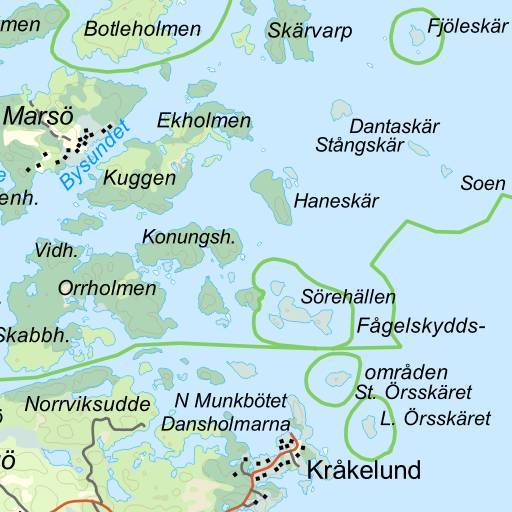 men
Botleholmen
Skärvarp
Fjöleskär
Marsö
Ekholmen
Dantaskär
Bysundet
Stångskär
Kuggen
Soen
enh.
Haneskär
Konungsh.
Vidh.
Orrholmen
Sörehällen
Skabbh.
Fågelskydds-
områden
St. Örsskäret
Norrviksudde
N Munkbötet
L. Örsskäret
Dansholmarna
Kråkelund